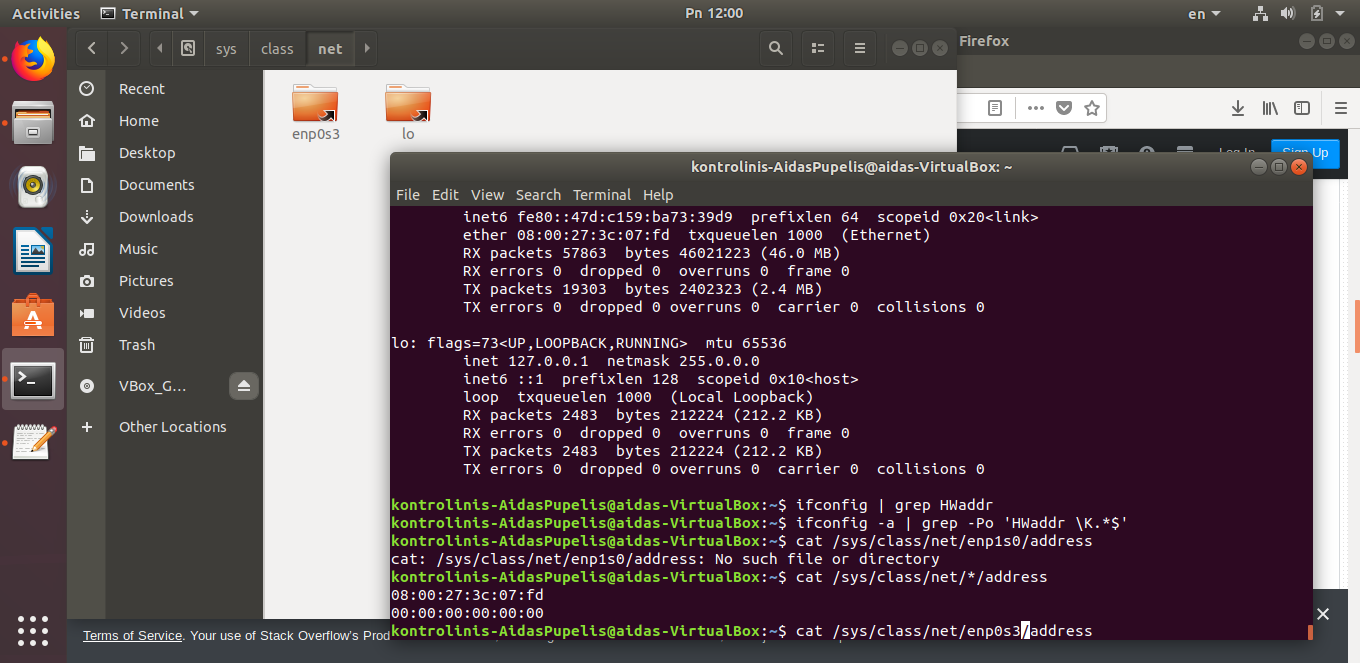 Activities Terminal Pn 12:00 en
sys class net
Firefox
enp0s3 lo
Recent
Home
Desktop
Documents
Downloads
Music
Pictures
Videos
Trash
VBox_G...
Other Locations
Log In Sign Up
kontrolinis-AidasPupelis@aidas-VirtualBox: ~
File Edit View Search Terminal Help
inet6 fe80::47d:c159:ba73:39d9 prefixlen 64 scopeid 0x20<link>
ether 08:00:27:3c:07:fd txqueuelen 1000 (Ethernet)
RX packets 57863 bytes 46021223 (46.0 MB)
RX errors 0 dropped 0 overruns 0 frame 0
TX packets 19303 bytes 2402323 (2.4 MB)
TX errors 0 dropped 0 overruns 0 carrier 0 collisions 0
lo: flags=73<UP,LOOPBACK,RUNNING> mtu 65536
inet 127.0.0.1 netmask 255.0.0.0
inet6 ::1 prefixlen 128 scopeid 0x10<host>
loop txqueuelen 1000 (Local Loopback)
RX packets 2483 bytes 212224 (212.2 KB)
RX errors 0 dropped 0 overruns 0 frame 0
TX packets 2483 bytes 212224 (212.2 KB)
TX errors 0 dropped 0 overruns 0 carrier 0 collisions 0
kontrolinis-AidasPupelis@aidas-VirtualBox:~$ ifconfig | grep HWaddr
kontrolinis-AidasPupelis@aidas-VirtualBox:~$ ifconfig -a | grep -Po 'HWaddr \K.*$'
kontrolinis-AidasPupelis@aidas-VirtualBox:~$ cat /sys/class/net/enp1s0/address
cat: /sys/class/net/enp1s0/address: No such file or directory
kontrolinis-AidasPupelis@aidas-VirtualBox:~$ cat /sys/class/net/*/address
08:00:27:3c:07:fd
00:00:00:00:00:00
kontrolinis-AidasPupelis@aidas-VirtualBox:~$ cat /sys/class/net/enp0s3/address
Terms of Service. Your use of Stack Overflow's